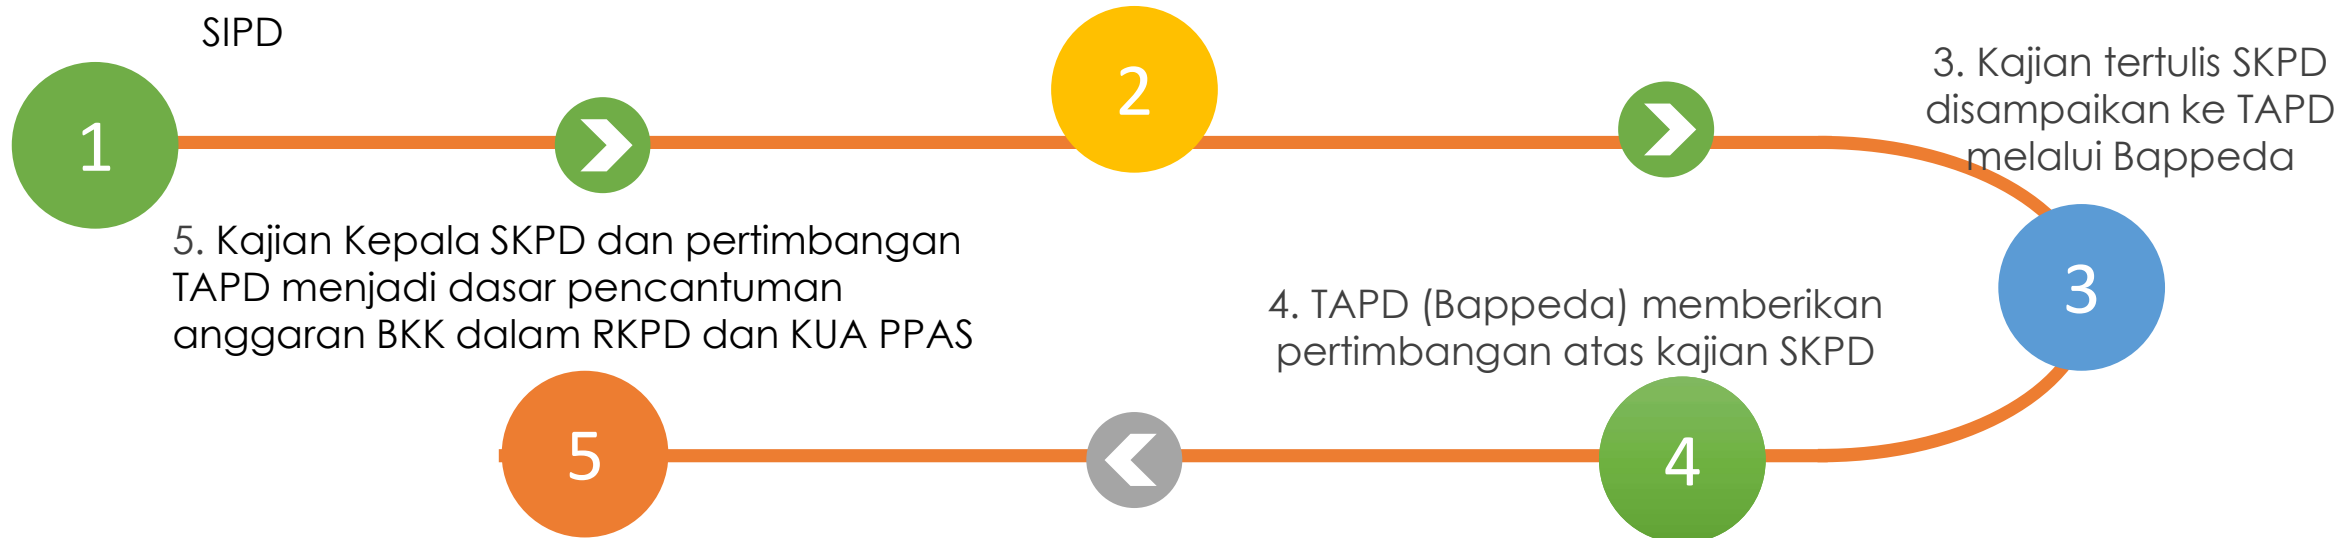 SIPD
1
2
3. Kajian tertulis SKPD
disampaikan ke TAPD
melalui Bappeda
3
4. TAPD (Bappeda) memberikan
pertimbangan atas kajian SKPD
4
5. Kajian Kepala SKPD dan pertimbangan
TAPD menjadi dasar pencantuman
anggaran BKK dalam RKPD dan KUA PPAS
5